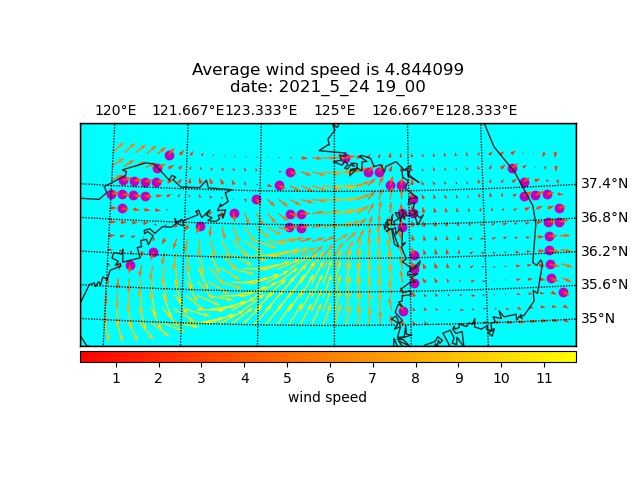 Average wind speed is 4.844099
date: 2021_5_24 19_00
120°E 121.667°E 123.333°E 125°E 126.667°E 128.333°E
37.4°N
36.8°N
36.2°N
35.6°N
35°N
1 2 3 4 5 6 7 8 9 10 11
wind speed